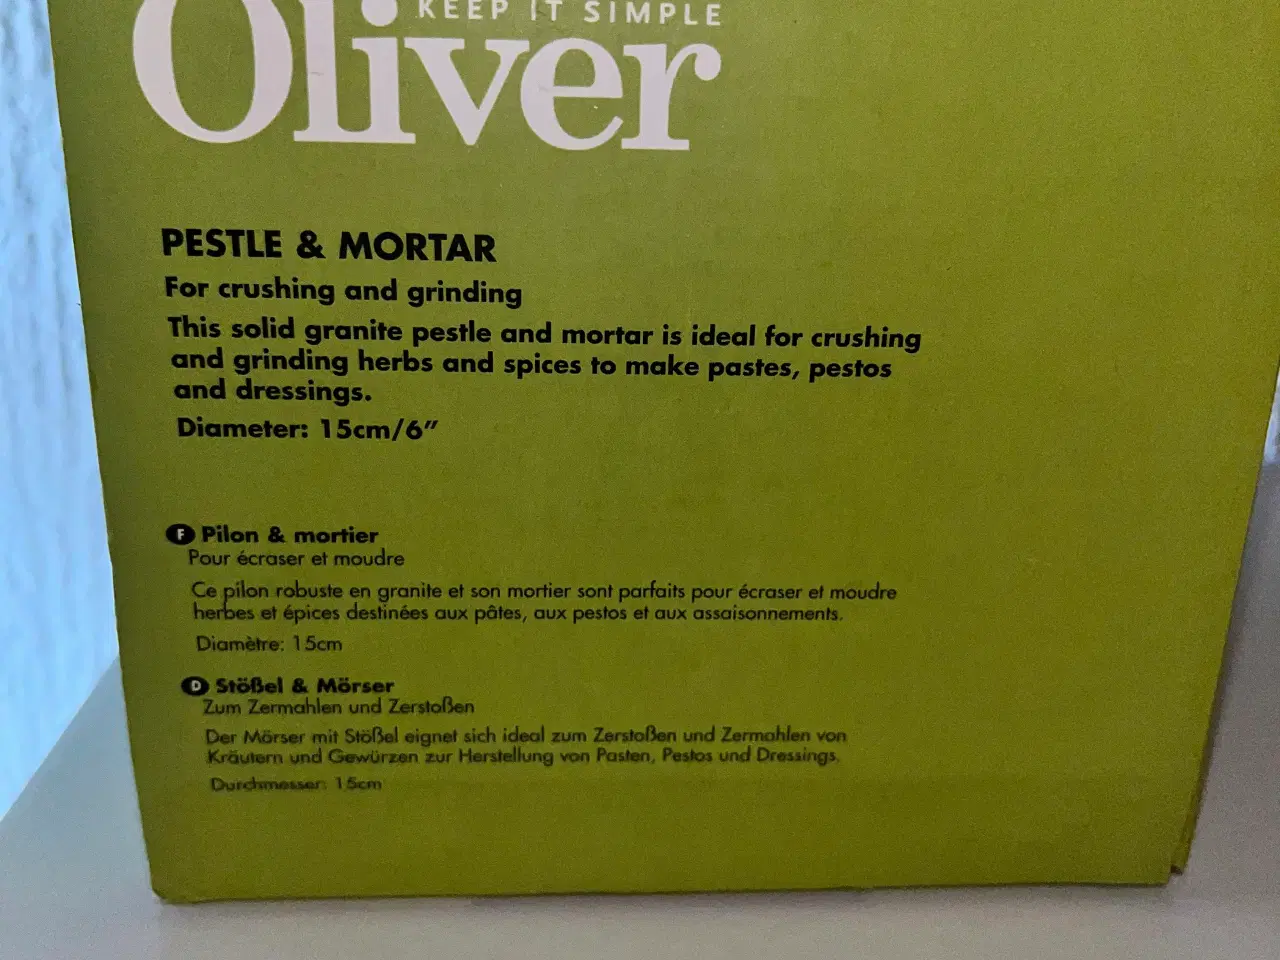 KEEP IT SIMPLE
Oliver
PESTLE & MORTAR
For crushing and grinding
This solid granite pestle and mortar is ideal for crushing
and grinding herbs and spices to make pastes, pestos
and dressings.
Diameter: 15cm/6”
F Pilon & mortier
Pour écraser et moudre
Ce pilon robuste en granite et son mortier sont parfaits pour écraser et moudre
herbes et épices destinées aux pâtes, aux pestos et aux assaisonnements.
Diamètre: 15cm
D Stößel & Mörser
Zum Zermahlen und Zerstoßen
Der Mörser mit Stößel eignet sich ideal zum Zerstoßen und Zermahlen von
Kräutern und Gewürzen zur Herstellung von Pasten, Pestos und Dressings.
Durchmesser: 15cm